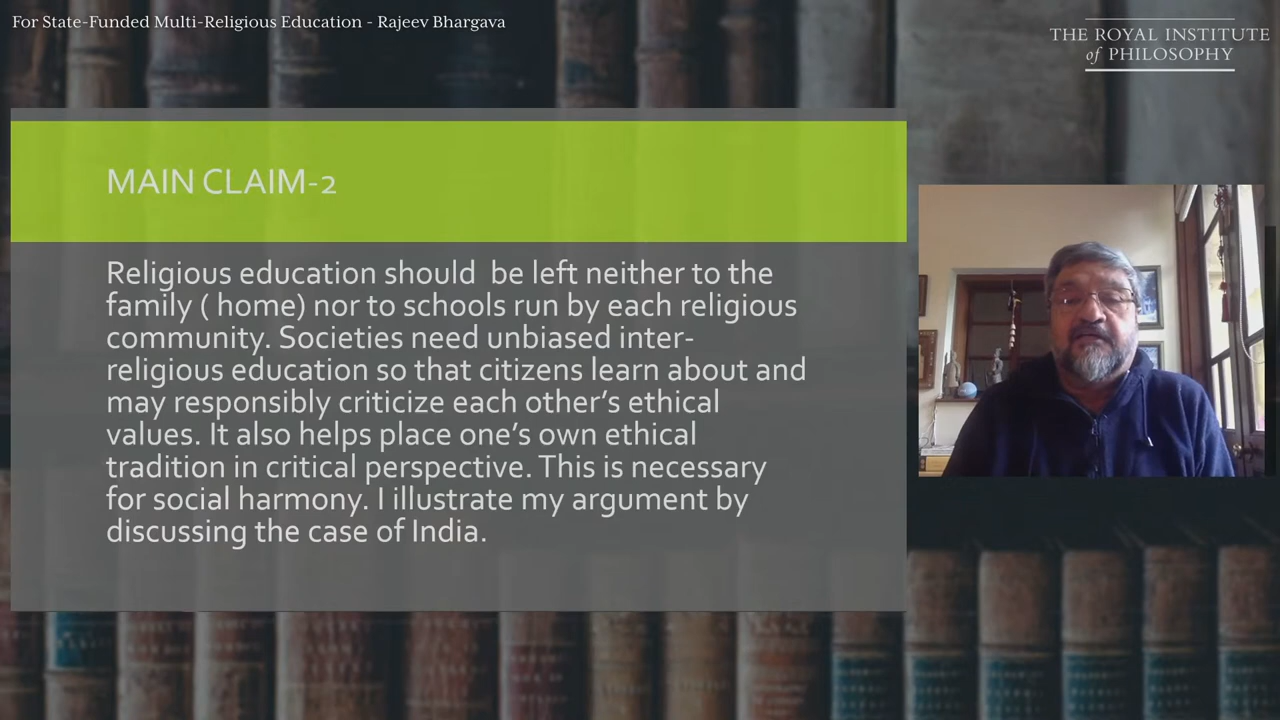 For State-Funded Multi-Religious Education - Rajeev Bhargava
THE ROYAL INSTITUTE
of PHILOSOPHY
MAIN CLAIM-2
Religious education should  be left neither to the
family ( home) nor to schools run by each religious
community. Societies need unbiased inter-
religious education so that citizens learn about and
may responsibly criticize each other’s ethical
values. It also helps place one’s own ethical
tradition in critical perspective. This is necessary
for social harmony. I illustrate my argument by
discussing the case of India.